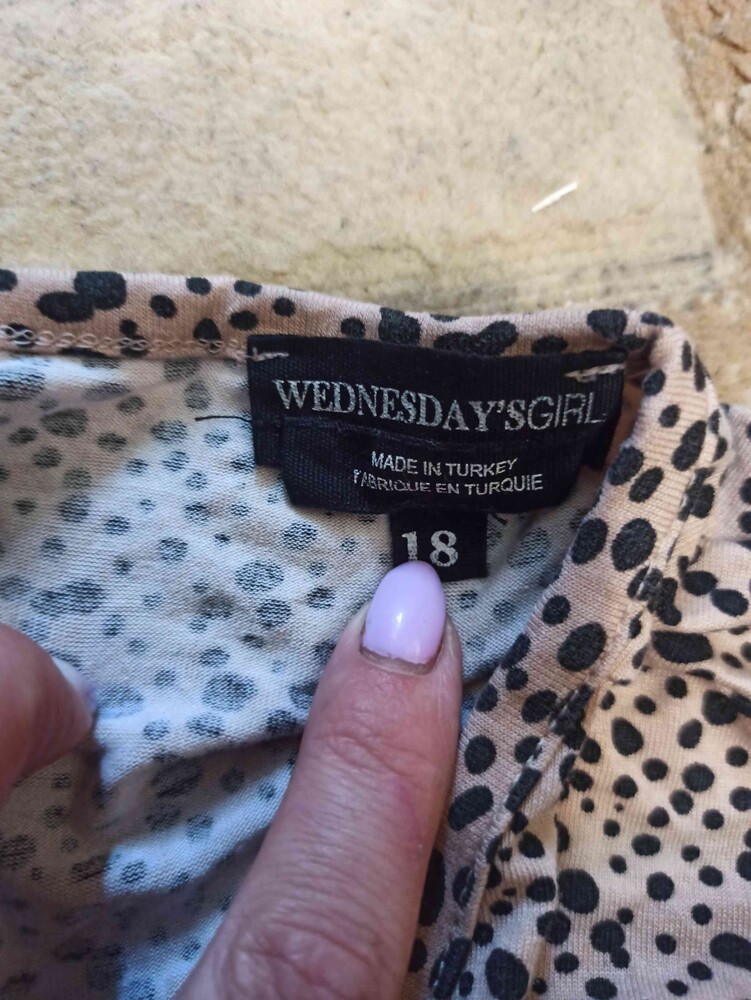 WEDNESDAY'SGIRL
MADE IN TURKEY
FABRIQUE EN TURQUIE
18